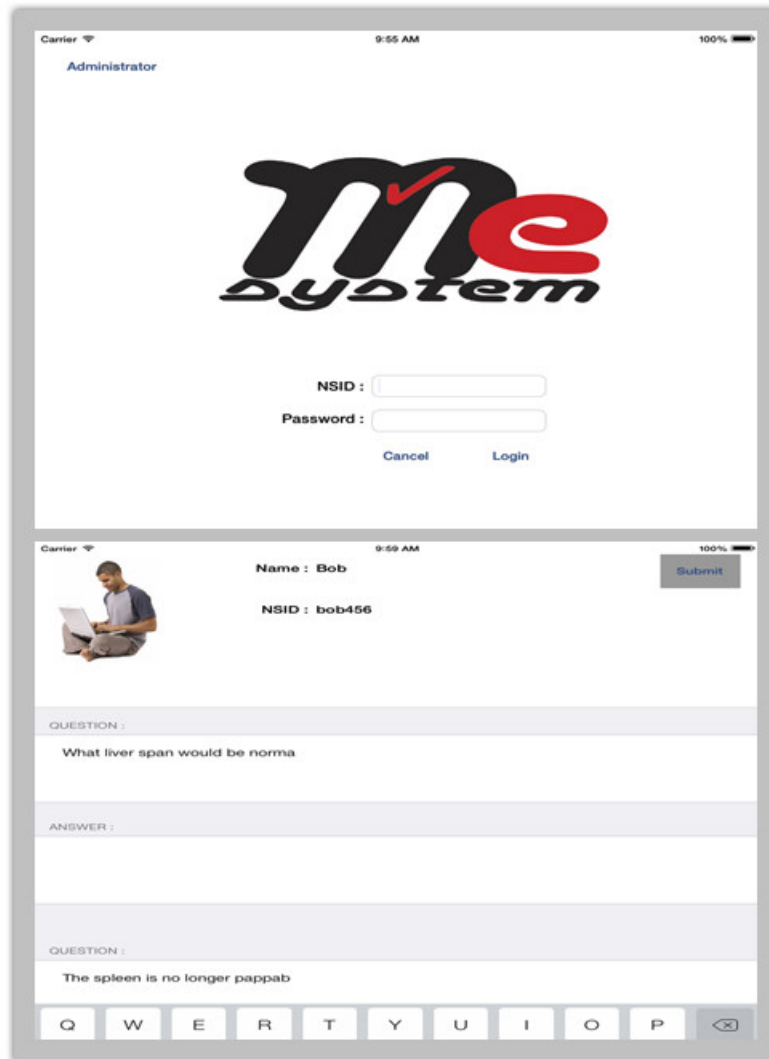 Carrier 9:55 AM 100%
Administrator
me
system
NSID :
Password :
Cancel Login
Carrier 9:59 AM 100%
Name : Bob Submit
NSID : bob456
QUESTION :
What liver span would be norma
ANSWER :
QUESTION :
The spleen is no longer pappab
Q W E R T Y U I O P